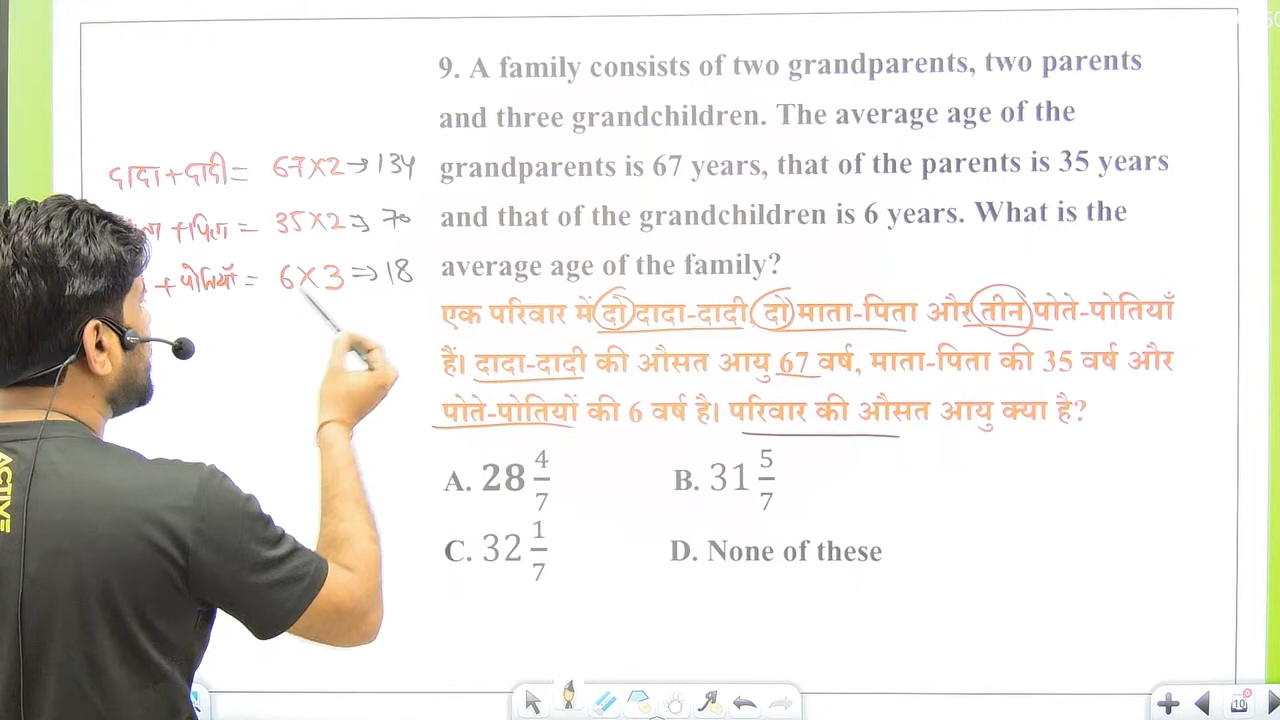 9. A family consists of two grandparents, two parents
and three grandchildren. The average age of the
grandparents is 67 years, that of the parents is 35 years
and that of the grandchildren is 6 years. What is the
average age of the family?
एक परिवार में दो दादा-दादी, दो माता-पिता और तीन पोते-पोतियाँ
हैं। दादा-दादी की औसत आयु 67 वर्ष, माता-पिता की 35 वर्ष और
पोते-पोतियों की 6 वर्ष है। परिवार की औसत आयु क्या है?
A. 28 4/7 B. 31 5/7
C. 32 1/7 D. None of these
दादा+दादी = 67×2→134
+पिता = 35×2⇒70
+पोतियाँ = 6×3⇒18
ACTIVE
10